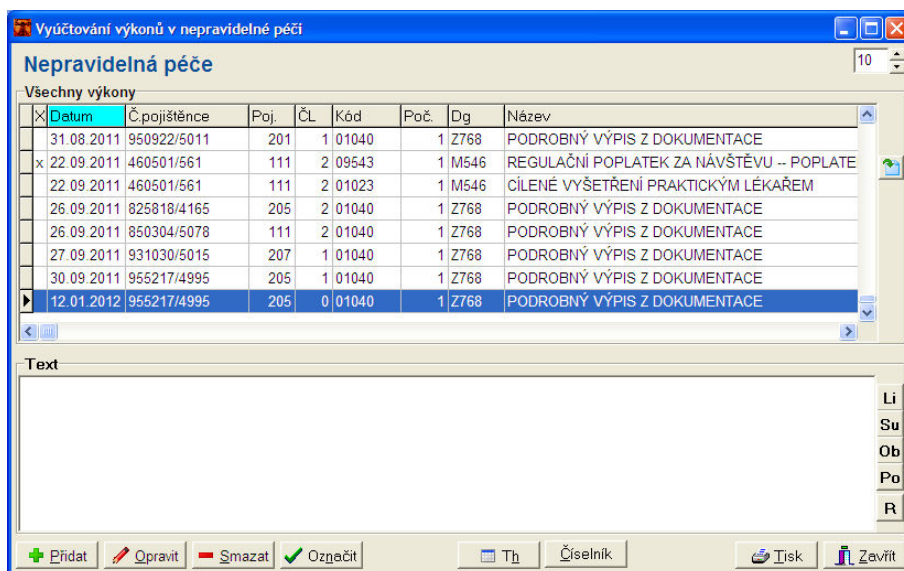 Vyúčtování výkonů v nepravidelné péči
Nepravidelná péče
10
Všechny výkony
X Datum Č.pojištěnce Poj. ČL Kód Poč. Dg Název
31.08.2011 950922/5011 201 1 01040 1 Z768 PODROBNÝ VÝPIS Z DOKUMENTACE
x 22.09.2011 460501/561 111 2 09543 1 M546 REGULAČNÍ POPLATEK ZA NÁVŠTĚVU -- POPLATE
22.09.2011 460501/561 111 2 01023 1 M546 CÍLENÉ VYŠETŘENÍ PRAKTICKÝM LÉKAŘEM
26.09.2011 825818/4165 205 2 01040 1 Z768 PODROBNÝ VÝPIS Z DOKUMENTACE
26.09.2011 850304/5078 111 2 01040 1 Z768 PODROBNÝ VÝPIS Z DOKUMENTACE
27.09.2011 931030/5015 207 1 01040 1 Z768 PODROBNÝ VÝPIS Z DOKUMENTACE
30.09.2011 955217/4995 205 1 01040 1 Z768 PODROBNÝ VÝPIS Z DOKUMENTACE
12.01.2012 955217/4995 205 0 01040 1 Z768 PODROBNÝ VÝPIS Z DOKUMENTACE
Text
Li
Su
Ob
Po
R
Přidat Opravit Smazat Označit Th Číselník Tisk Zavřít